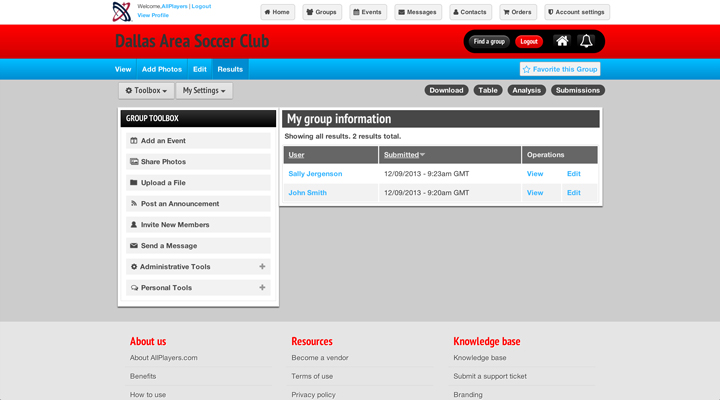 Welcome,AllPlayers | Logout
View Profile
Home Groups Events Messages Contacts Orders Account settings
Dallas Area Soccer Club
Find a group Logout
View Add Photos Edit Results
Favorite this Group
Toolbox My Settings
Download Table Analysis Submissions
GROUP TOOLBOX
Add an Event
Share Photos
Upload a File
Post an Announcement
Invite New Members
Send a Message
Administrative Tools
Personal Tools
My group information
Showing all results. 2 results total.
User Submitted Operations
Sally Jergenson 12/09/2013 - 9:23am GMT View Edit
John Smith 12/09/2013 - 9:20am GMT View Edit
About us
About AllPlayers.com
Benefits
How to use
Resources
Become a vendor
Terms of use
Privacy policy
Knowledge base
Knowledge base
Submit a support ticket
Branding